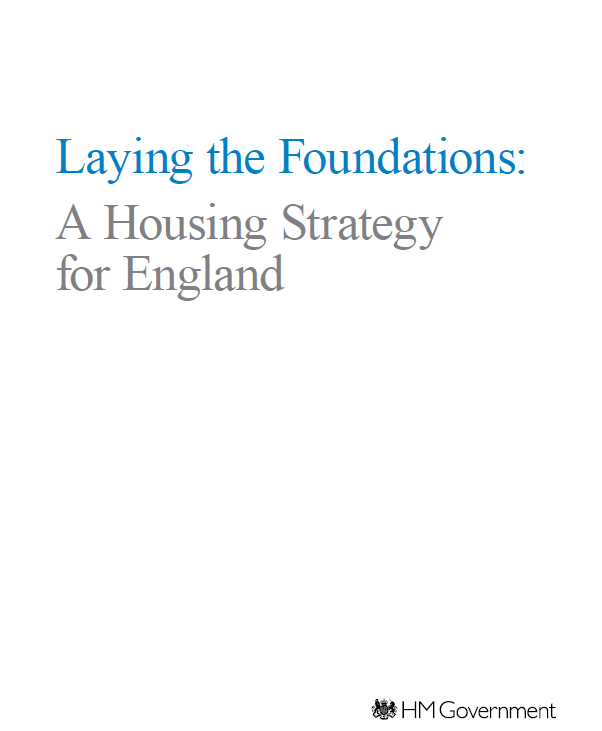 Laying the Foundations:
A Housing Strategy
for England
HM Government